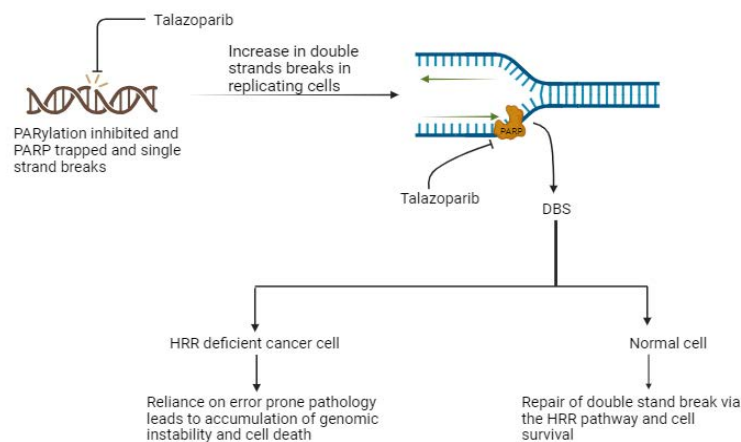 Talazoparib
Increase in double
strands breaks in
replicating cells
PARylation inhibited and
PARP trapped and single
strand breaks
PARP
Talazoparib
DBS
HRR deficient cancer cell
Normal cell
Reliance on error prone pathology
leads to accumulation of genomic
instability and cell death
Repair of double stand break via
the HRR pathway and cell
survival